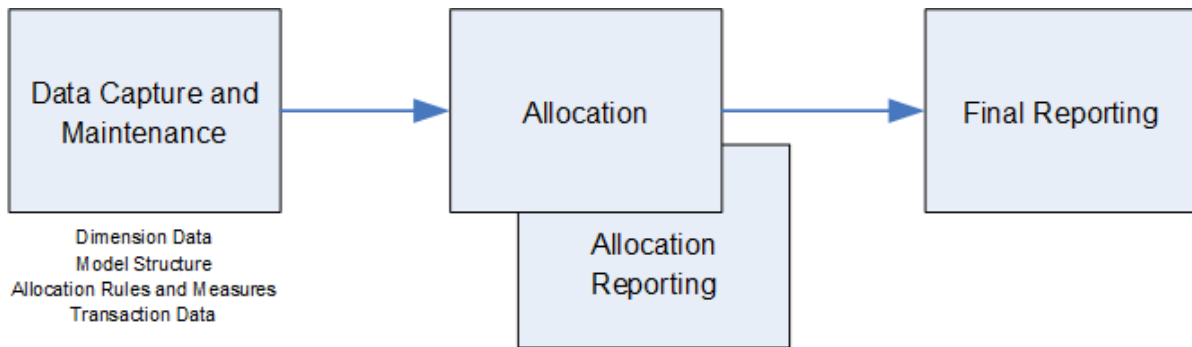 Data Capture and
Maintenance
Dimension Data
Model Structure
Allocation Rules and Measures
Transaction Data
Allocation
Allocation
Reporting
Final Reporting